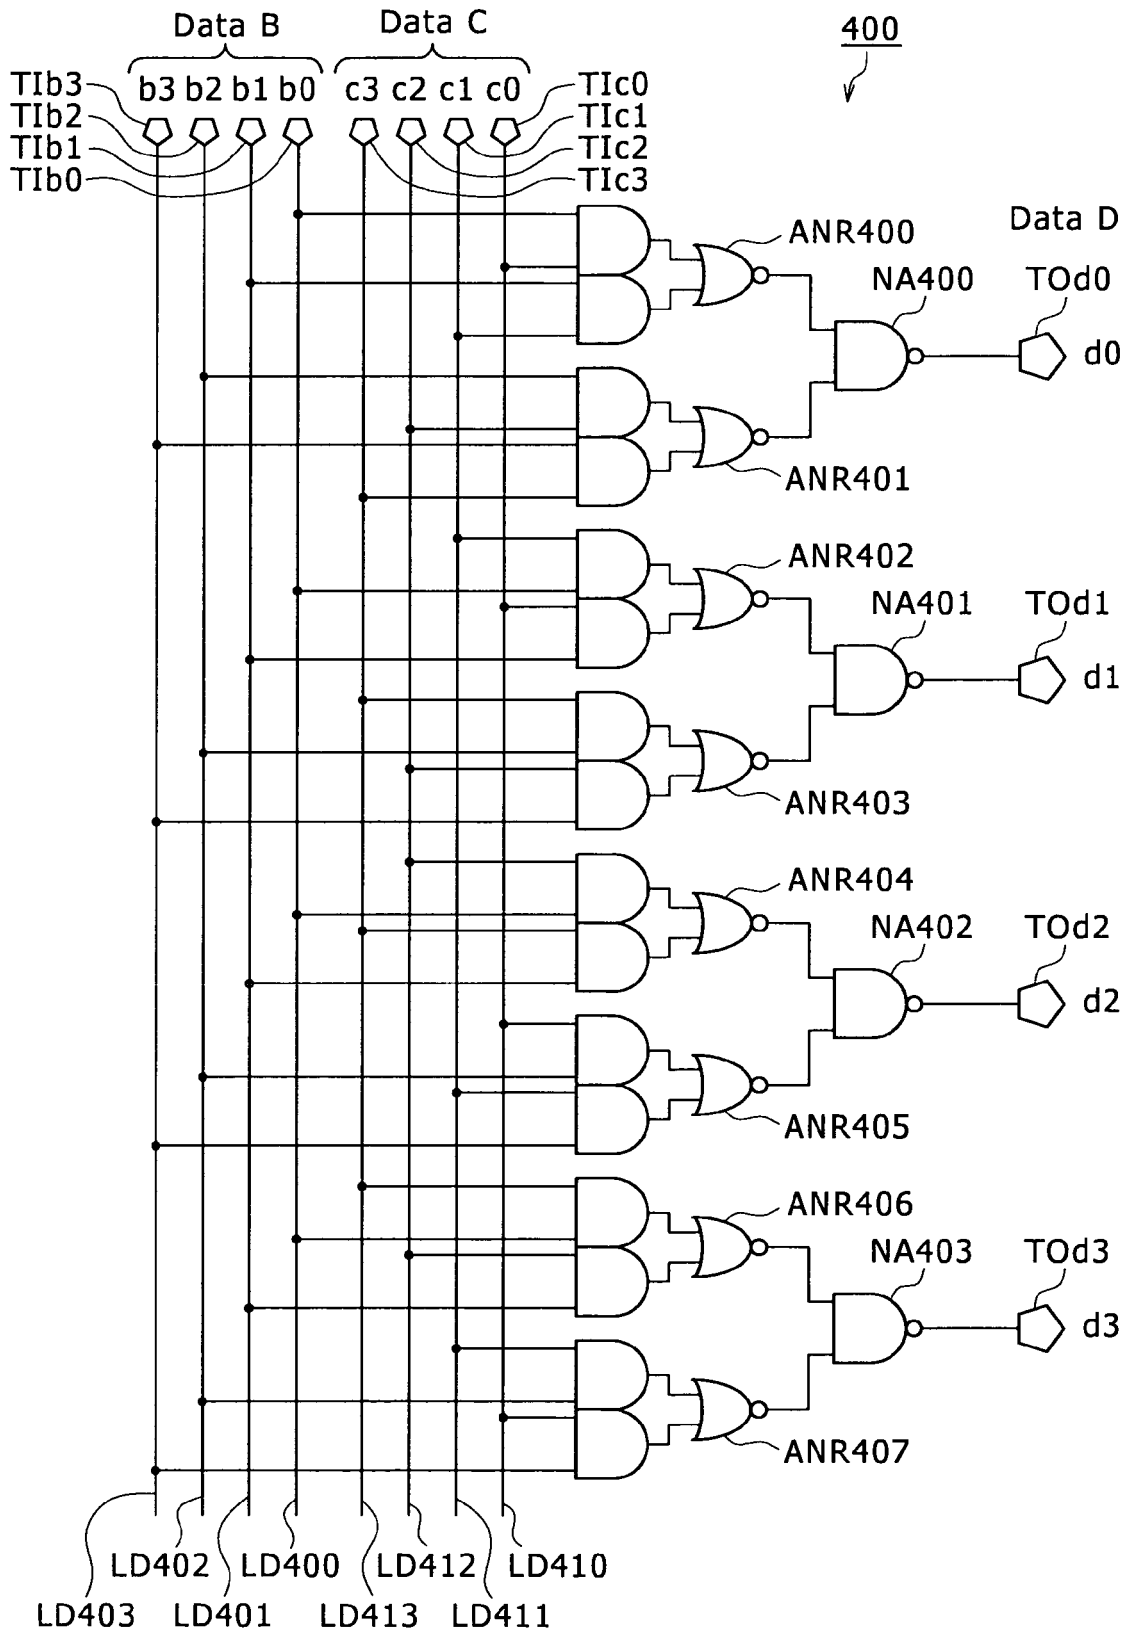 Data B Data C 400
b3 b2 b1 b0 c3 c2 c1 c0
TIb3 TIc0
TIb2 TIc1
TIb1 TIc2
TIb0 TIc3
ANR400 Data D
NA400 TOd0
d0
ANR401
ANR402
NA401 TOd1
d1
ANR403
ANR404
NA402 TOd2
d2
ANR405
ANR406
NA403 TOd3
d3
ANR407
LD402 LD400 LD412 LD410
LD403 LD401 LD413 LD411